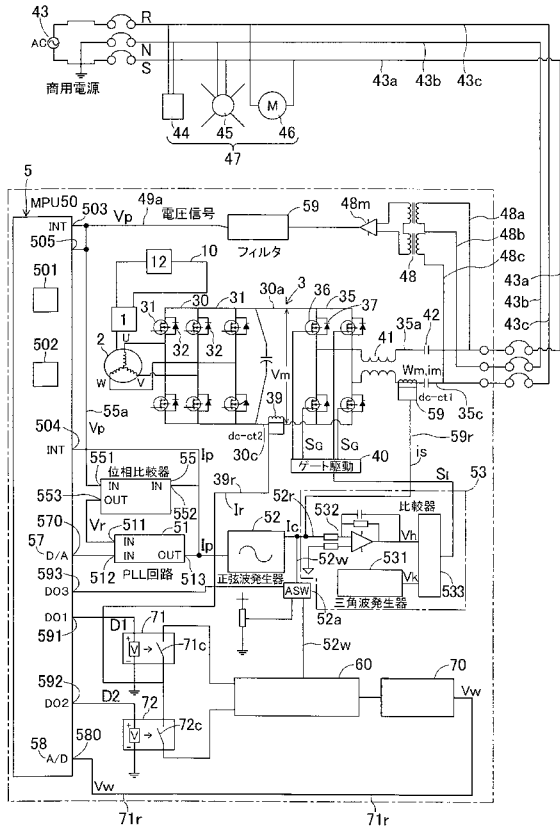 43
AC
R
N
S
商用電源
43a
43b
43c
44
45
M
46
47
5
MPU50
503
INT
505
Vp
49a
電圧信号
59
フィルタ
48m
48
48a
48b
48c
43a
43b
43c
501
502
12
10
1
31
30
31
30a
3
36
35
37
35a
42
41
2
U
V
W
32
32
Vm
39
dc-ct2
30c
SG
SG
ゲート駆動
40
Wm,im
59
dc-ct1
35c
59r
is
55a
Vp
504
INT
551
位相比較器
55
IN
OUT
553
552
Ip
39r
Ir
570
57
D/A
Vr
511
51
IN
IN
OUT
512
PLL回路
513
Ip
52
正弦波発生器
Ic
52r
532
52w
Vh
比較器
Si
53
531
Vk
三角波発生器
533
593
DO3
ASW
52a
DO1
591
D1
71
V
71c
52w
592
DO2
D2
72
V
72c
60
70
Vw
58
A/D
580
Vw
71r
71r